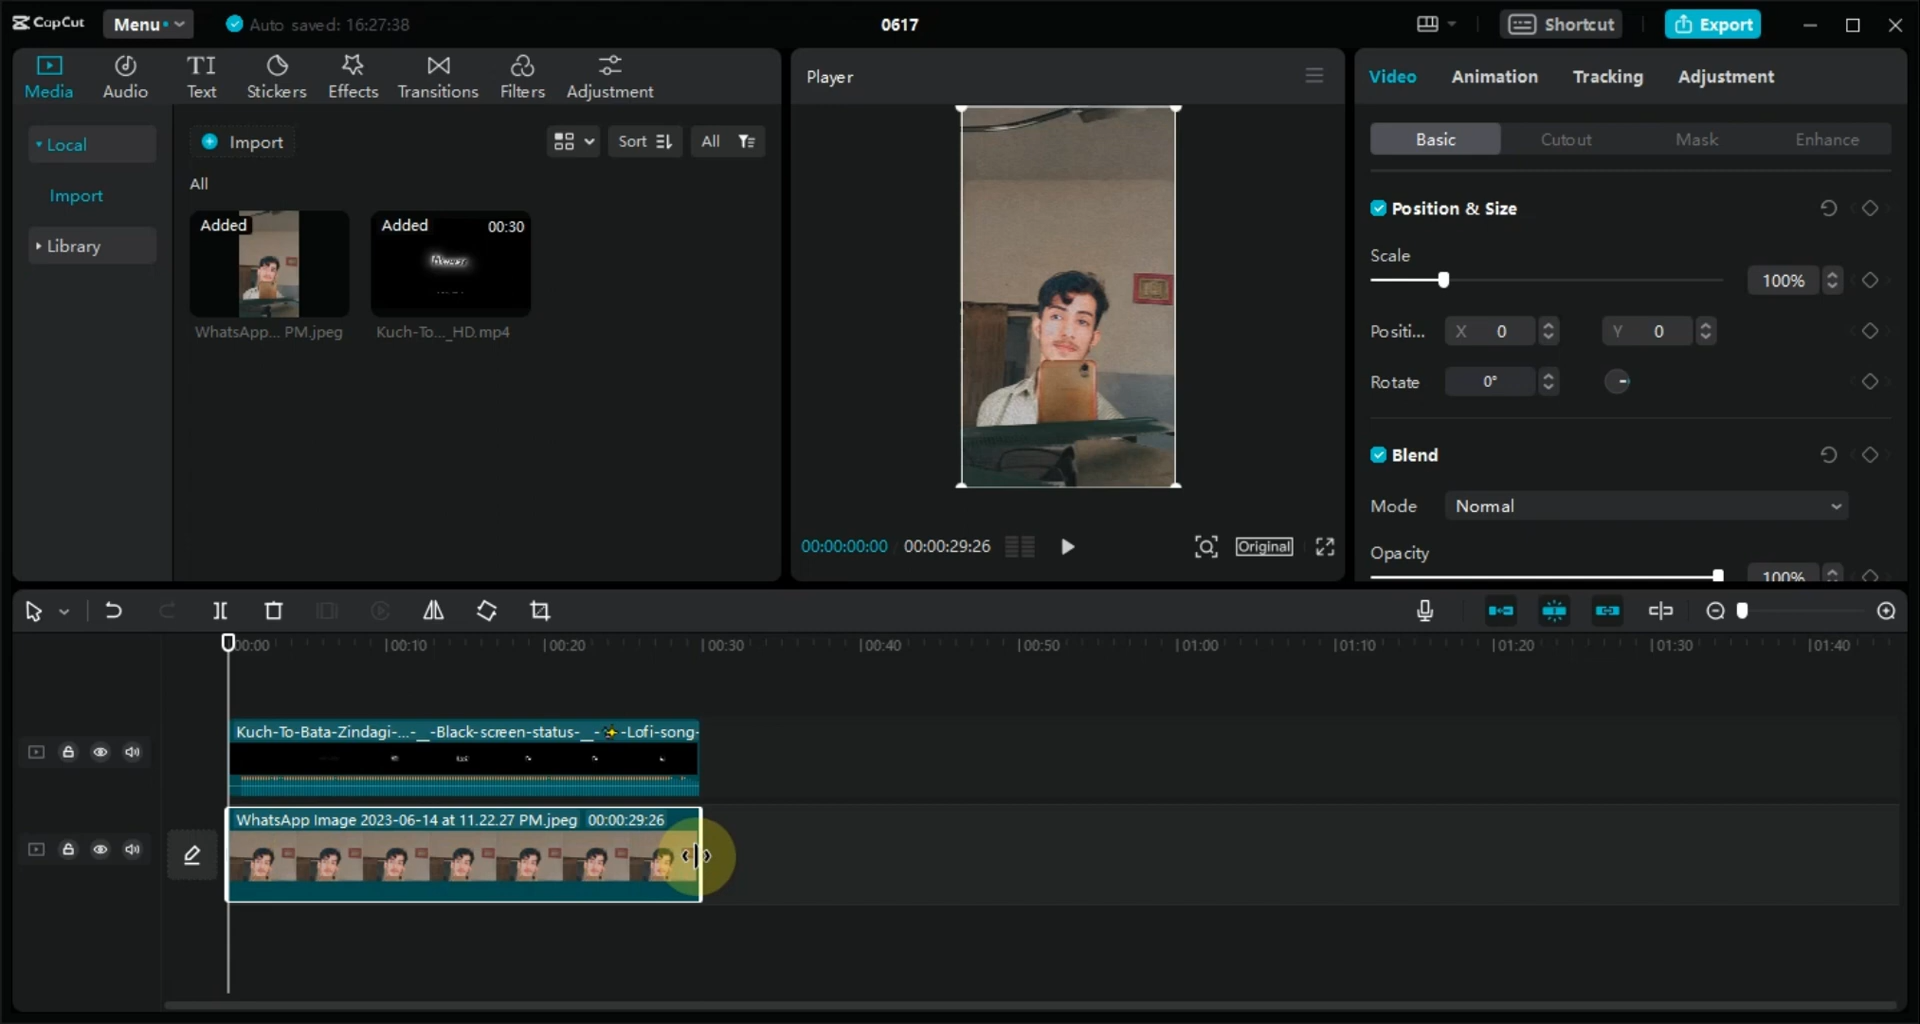 CapCut
Menu
Auto saved: 16:27:38
0617
Shortcut
Export
Media
Audio
TI
Text
Stickers
Effects
Transitions
Filters
Adjustment
Local
Import
Library
Import
Sort
All
All
Added
WhatsApp... PM.jpeg
Added
00:30
Kuch-To..._HD.mp4
Player
00:00:00:00
00:00:29:26
Original
Video
Animation
Tracking
Adjustment
Basic
Cutout
Mask
Enhance
Position & Size
Scale
100%
Positi...
X 0
Y 0
Rotate
0°
Blend
Mode
Normal
Opacity
100%
00:00
00:10
00:20
00:30
00:40
00:50
01:00
01:10
01:20
01:30
01:40
Kuch-To-Bata-Zindagi-...-__-Black-screen-status-__-✨-Lofi-song-
WhatsApp Image 2023-06-14 at 11.22.27 PM.jpeg 00:00:29:26